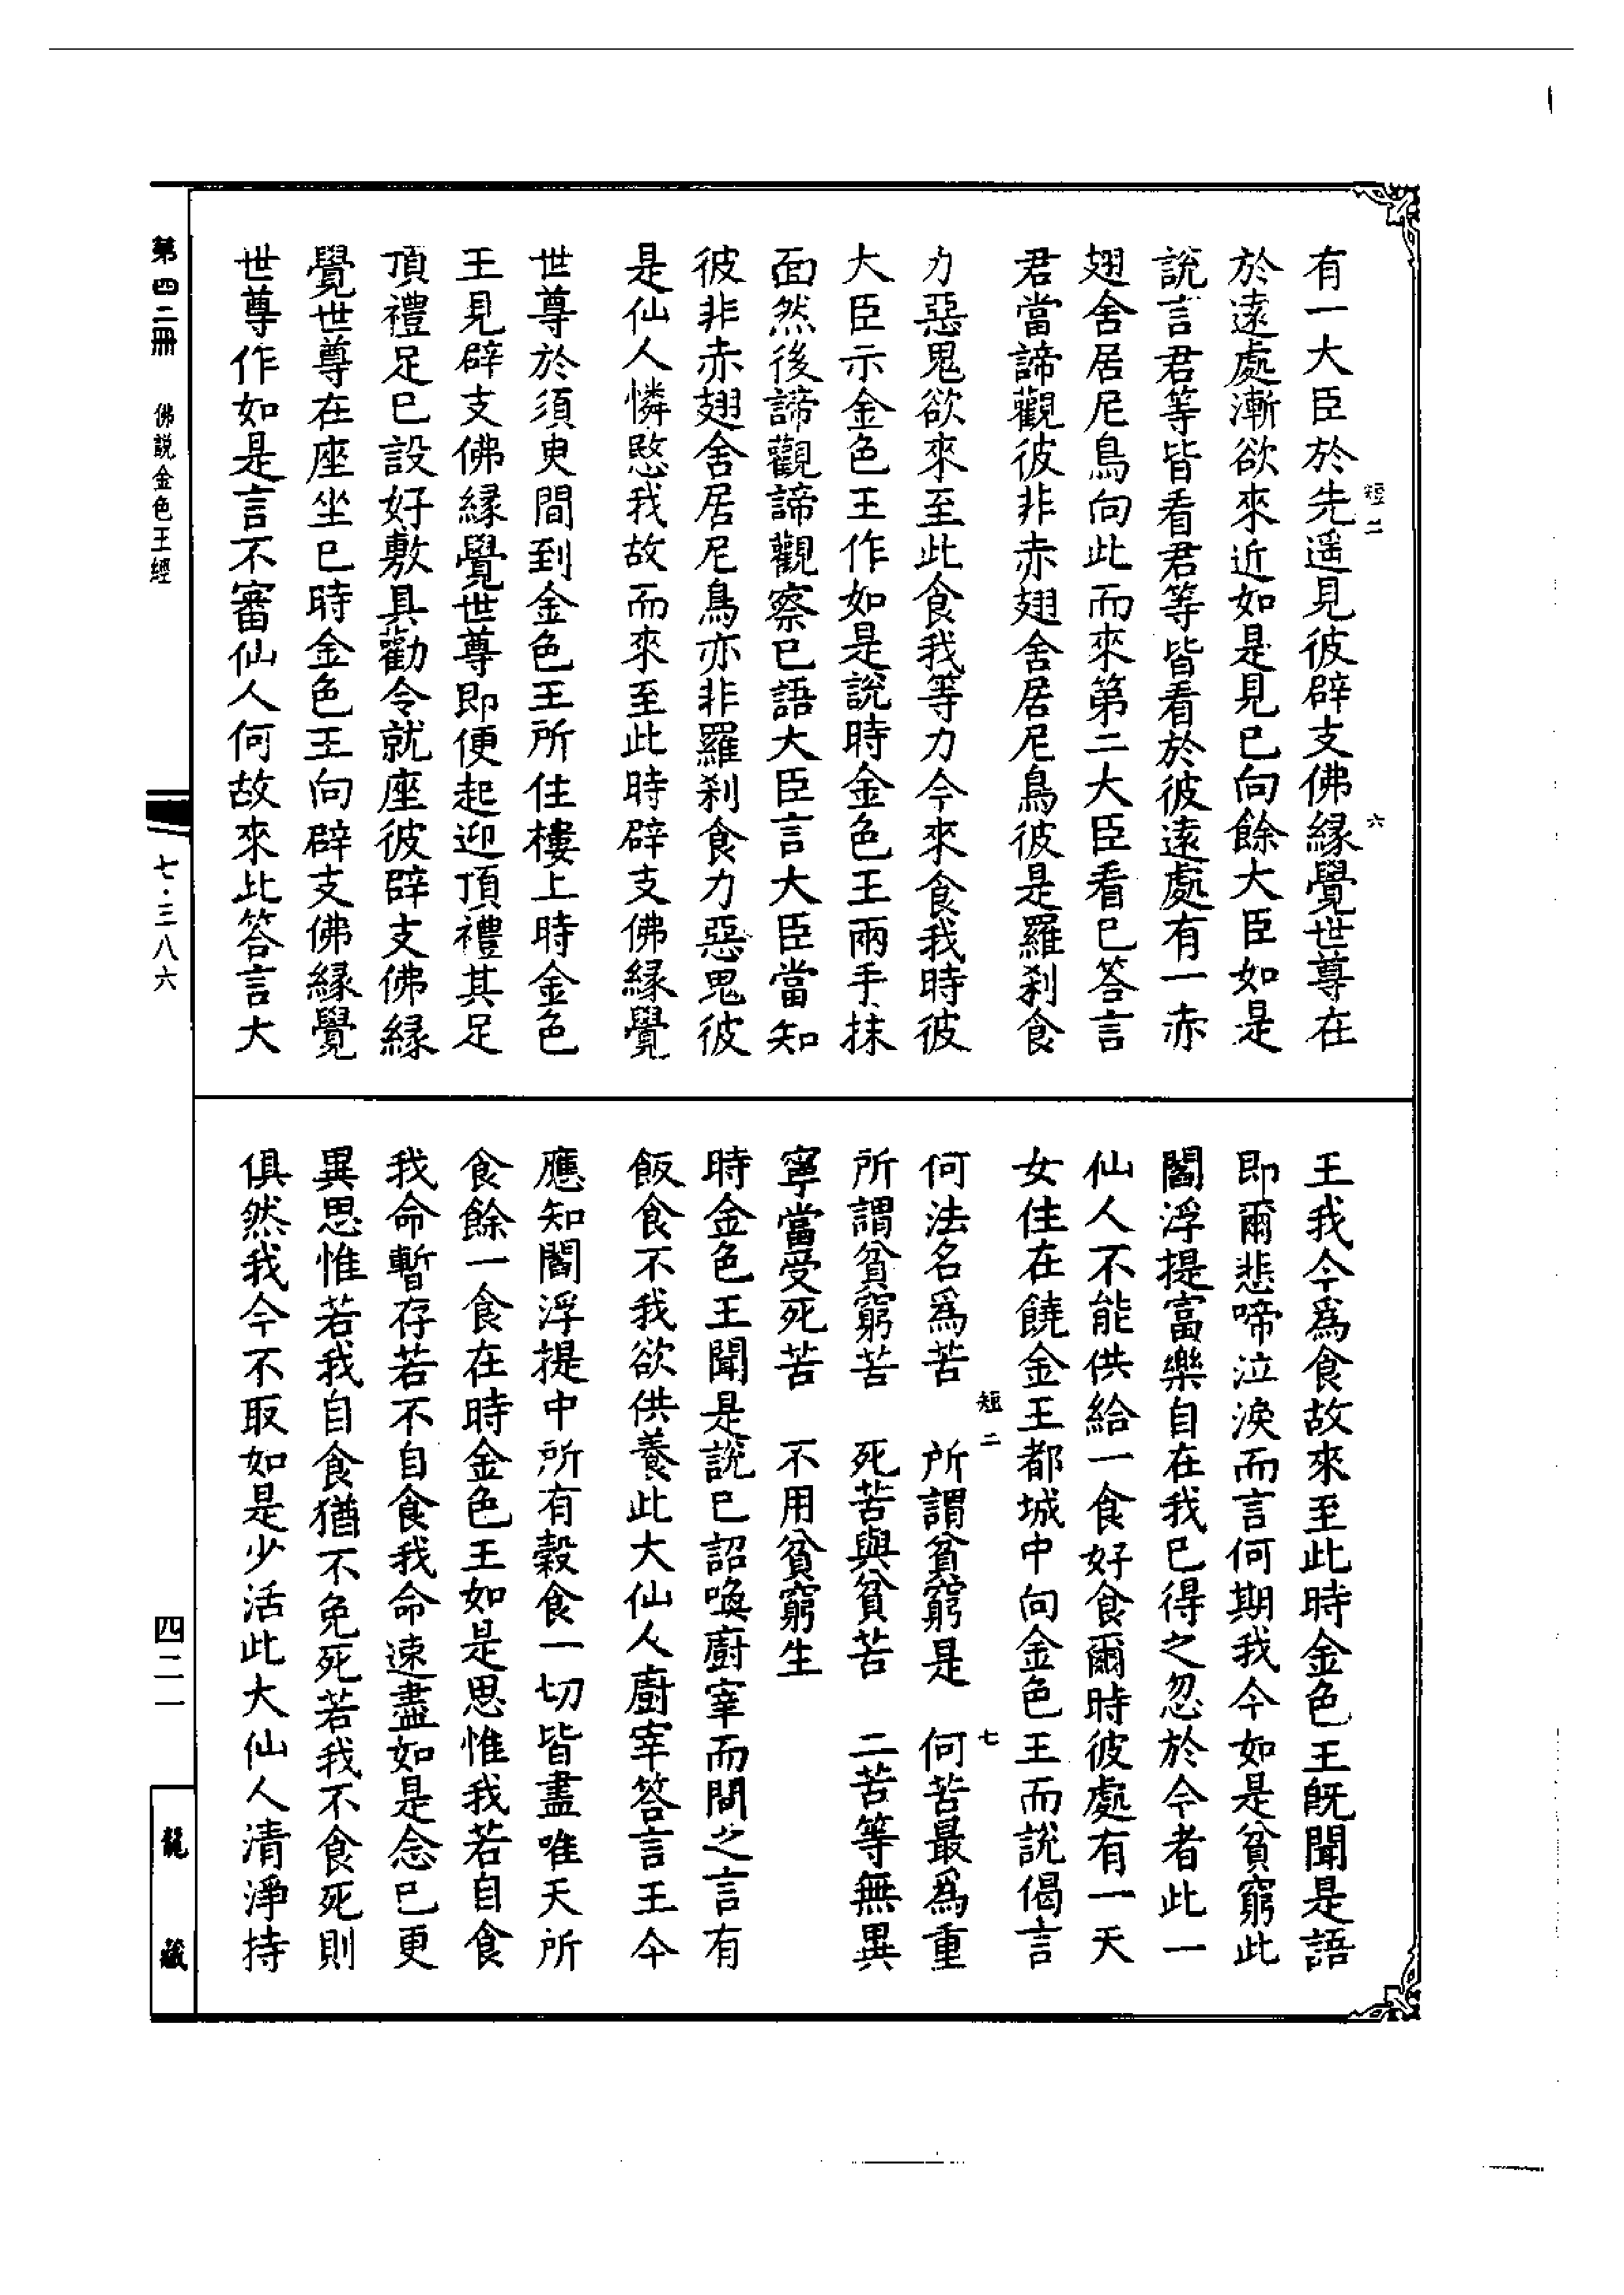 短二
六
有一大臣於先遥見彼辟支佛縁覺世尊在
於遠處漸欲來近如是見已向餘大臣如是
說言君等皆看君等皆看於彼遠處有一赤
翅舍居尼鳥向此而來第二大臣看已答言
君當諦觀彼非赤翅舍居尼鳥彼是羅刹食
力惡鬼欲來至此食我等力今來食我時彼
大臣示金色王作如是說時金色王兩手抹
面然後諦觀諦觀察已語大臣言大臣當知
彼非赤翅舍居尼鳥亦非羅刹食力惡鬼彼
是仙人憐愍我故而來至此時辟支佛縁覺
世尊於須臾間到金色王所住樓上時金色
王見辟支佛縁覺世尊即便起迎頂禮其足
頂禮足已設好敷具勸令就座彼辟支佛縁
覺世尊在座坐已時金色王向辟支佛縁覺
世尊作如是言不審仙人何故來此答言大
王我今爲食故來至此時金色王既聞是語
即爾悲啼泣淚而言何期我今如是貧窮此
閻浮提富樂自在我已得之忽於今者此一
仙人不能供給一食好食爾時彼處有一天
女住在饒金王都城中向金色王而說偈言
短二
七
何法名爲苦　所謂貧窮是　何苦最爲重
所謂貧窮苦　死苦與貧苦　二苦等無異
寧當受死苦　不用貧窮生
時金色王聞是說已詔喚廚宰而問之言有
飯食不我欲供養此大仙人廚宰答言王今
應知閻浮提中所有穀食一切皆盡唯天所
食餘一食在時金色王如是思惟我若自食
我命暫存若不自食我命速盡如是念已更
異思惟若我自食猶不免死若我不食死則
俱然我今不取如是少活此大仙人清淨持
第四二冊　佛說金色王經
七·三八六
四二一
龍藏